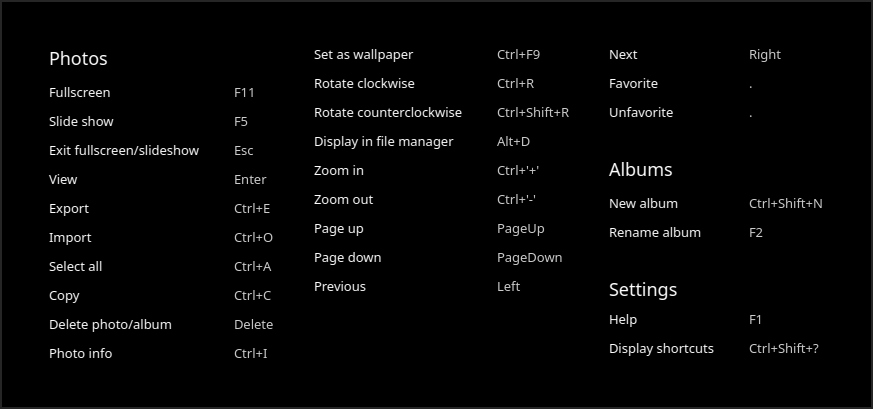 Photos
Fullscreen F11
Slide show F5
Exit fullscreen/slideshow Esc
View Enter
Export Ctrl+E
Import Ctrl+O
Select all Ctrl+A
Copy Ctrl+C
Delete photo/album Delete
Photo info Ctrl+I
Set as wallpaper Ctrl+F9
Rotate clockwise Ctrl+R
Rotate counterclockwise Ctrl+Shift+R
Display in file manager Alt+D
Zoom in Ctrl+'+'
Zoom out Ctrl+'-'
Page up PageUp
Page down PageDown
Previous Left
Next Right
Favorite .
Unfavorite .
Albums
New album Ctrl+Shift+N
Rename album F2
Settings
Help F1
Display shortcuts Ctrl+Shift+?